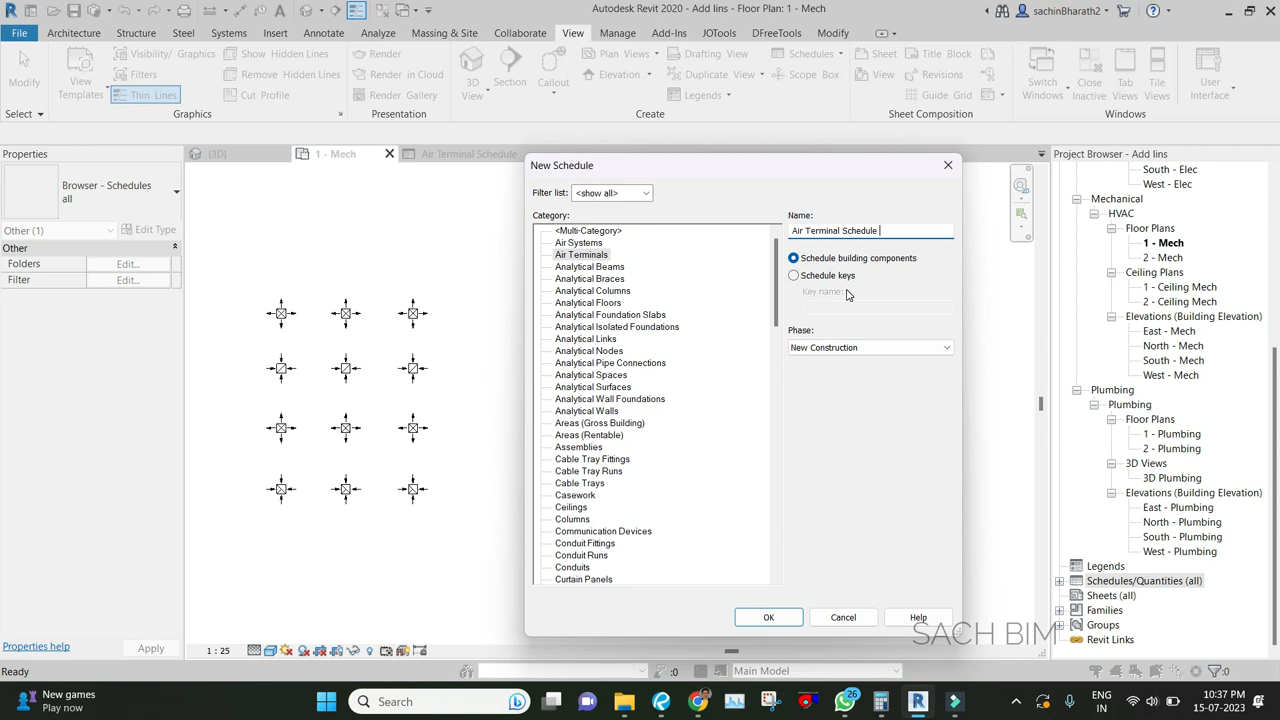 Autodesk Revit 2020 - Add lins - Floor Plan: 1 - Mech
sachinBharath2
File
Architecture
Structure
Steel
Systems
Insert
Annotate
Analyze
Massing & Site
Collaborate
View
Manage
Add-Ins
JOTools
DFreeTools
Modify
Modify
View
Templates
Visibility/ Graphics
Filters
Thin Lines
Show Hidden Lines
Remove Hidden Lines
Cut Profile
Render
Render in Cloud
Render Gallery
3D
View
Section
Callout
Plan Views
Elevation
Drafting View
Duplicate View
Legends
Schedules
Scope Box
Sheet
View
Title Block
Revisions
Guide Grid
Switch
Windows
Close
Inactive
Tab
Views
Tile
Views
User
Interface
Select
Graphics
Presentation
Create
Sheet Composition
Windows
Properties
Browser - Schedules
all
Other (1)
Edit Type
Other
Folders
Edit...
Filter
Edit...
Properties help
Apply
{3D}
1 - Mech
Air Terminal Schedule
New Schedule
Filter list:
<show all>
Category:
<Multi-Category>
Air Systems
Air Terminals
Analytical Beams
Analytical Braces
Analytical Columns
Analytical Floors
Analytical Foundation Slabs
Analytical Isolated Foundations
Analytical Links
Analytical Nodes
Analytical Pipe Connections
Analytical Spaces
Analytical Surfaces
Analytical Wall Foundations
Analytical Walls
Areas (Gross Building)
Areas (Rentable)
Assemblies
Cable Tray Fittings
Cable Tray Runs
Cable Trays
Casework
Ceilings
Columns
Communication Devices
Conduit Fittings
Conduit Runs
Conduits
Curtain Panels
Name:
Air Terminal Schedule
Schedule building components
Schedule keys
Key name:
Phase:
New Construction
OK
Cancel
Help
SACH BIM
Project Browser - Add lins
South - Elec
West - Elec
Mechanical
HVAC
Floor Plans
1 - Mech
2 - Mech
Ceiling Plans
1 - Ceiling Mech
2 - Ceiling Mech
Elevations (Building Elevation)
East - Mech
North - Mech
South - Mech
West - Mech
Plumbing
Plumbing
Floor Plans
1 - Plumbing
2 - Plumbing
3D Views
3D Plumbing
Elevations (Building Elevation)
East - Plumbing
North - Plumbing
South - Plumbing
West - Plumbing
Legends
Schedules/Quantities (all)
Sheets (all)
Families
Groups
Revit Links
1 : 25
Ready
:0
Main Model
:0
New games
Play now
Search
26
ENG
IN
10:37 PM
15-07-2023